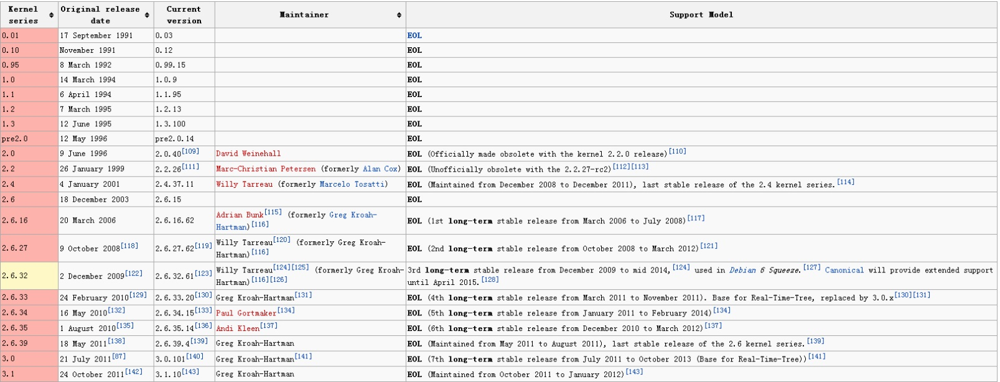 Kernel series Original release date Current version Maintainer Support Model
0.01 17 September 1991 0.03 EOL
0.10 November 1991 0.12 EOL
0.95 8 March 1992 0.99.15 EOL
1.0 14 March 1994 1.0.9 EOL
1.1 6 April 1994 1.1.95 EOL
1.2 7 March 1995 1.2.13 EOL
1.3 12 June 1995 1.3.100 EOL
pre2.0 12 May 1996 pre2.0.14 EOL
2.0 9 June 1996 2.0.40[109] David Weinehall EOL (Officially made obsolete with the kernel 2.2.0 release)[110]
2.2 26 January 1999 2.2.26[111] Marc-Christian Petersen (formerly Alan Cox) EOL (Unofficially obsolete with the 2.2.27-rc2)[112][113]
2.4 4 January 2001 2.4.37.11 Willy Tarreau (formerly Marcelo Tosatti) EOL (Maintained from December 2008 to December 2011), last stable release of the 2.4 kernel series.[114]
2.6 18 December 2003 2.6.15 EOL
2.6.16 20 March 2006 2.6.16.62 Adrian Bunk[115] (formerly Greg Kroah-Hartman)[116] EOL (1st long-term stable release from March 2006 to July 2008)[117]
2.6.27 9 October 2008[118] 2.6.27.62[119] Willy Tarreau[120] (formerly Greg Kroah-Hartman)[116] EOL (2nd long-term stable release from October 2008 to March 2012)[121]
2.6.32 2 December 2009[122] 2.6.32.61[123] Willy Tarreau[124][125] (formerly Greg Kroah-Hartman)[116][126] 3rd long-term stable release from December 2009 to mid 2014,[124] used in Debian 6 Squeeze.[127] Canonical will provide extended support until April 2015.[128]
2.6.33 24 February 2010[129] 2.6.33.20[130] Greg Kroah-Hartman[131] EOL (4th long-term stable release from March 2011 to November 2011). Base for Real-Time-Tree, replaced by 3.0.x[130][131]
2.6.34 16 May 2010[132] 2.6.34.15[133] Paul Gortmaker[134] EOL (5th long-term stable release from January 2011 to February 2014)[134]
2.6.35 1 August 2010[135] 2.6.35.14[136] Andi Kleen[137] EOL (6th long-term stable release from December 2010 to March 2012)[137]
2.6.39 18 May 2011[138] 2.6.39.4[139] Greg Kroah-Hartman EOL (Maintained from May 2011 to August 2011), last stable release of the 2.6 kernel series.[139]
3.0 21 July 2011[87] 3.0.101[140] Greg Kroah-Hartman[141] EOL (7th long-term stable release from July 2011 to October 2013 (Base for Real-Time-Tree))[141]
3.1 24 October 2011[142] 3.1.10[143] Greg Kroah-Hartman EOL (Maintained from October 2011 to January 2012)[143]